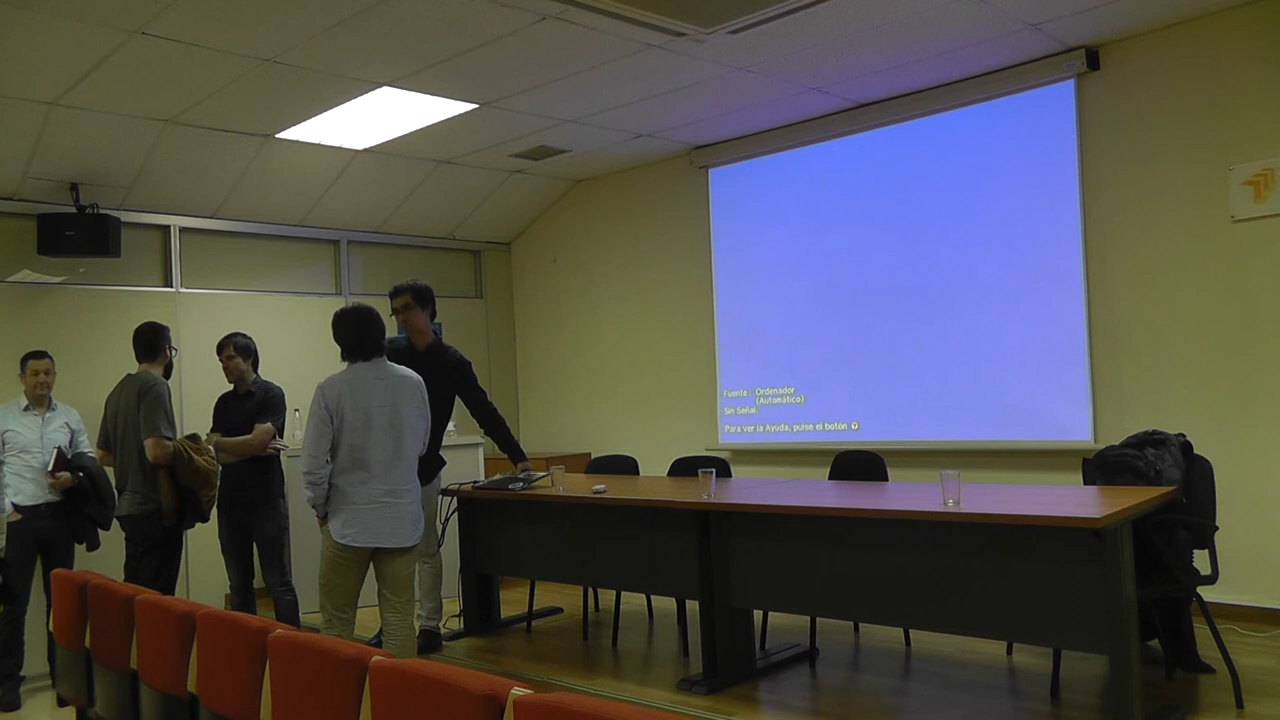 Fuente: Ordenador
(Automático)
Sin Señal.
Para ver la Ayuda, pulse el botón ?